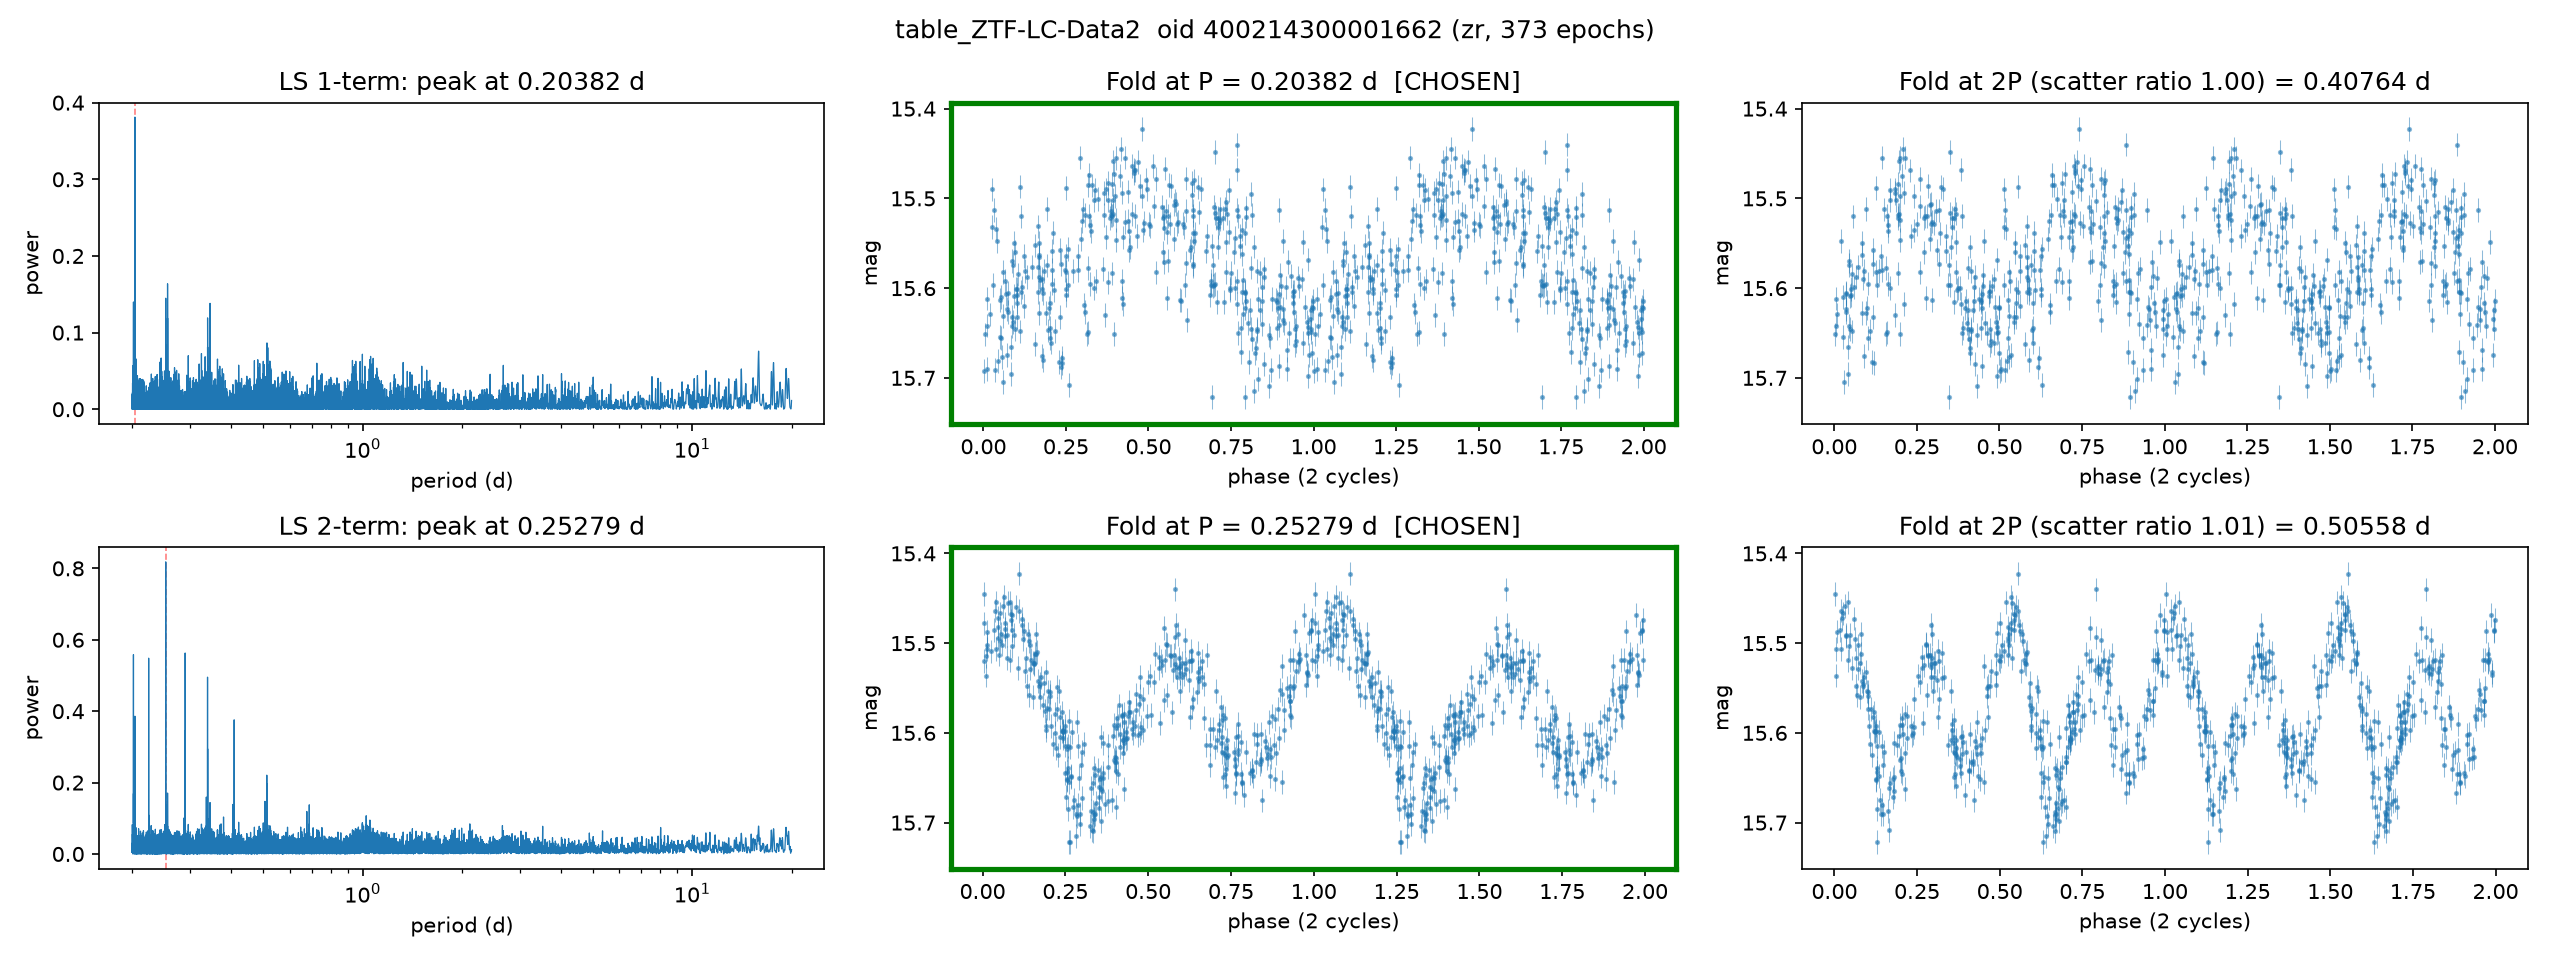 table_ZTF-LC-Data2  oid 400214300001662 (zr, 373 epochs)
LS 1-term: peak at 0.20382 d
power
0.4
0.3
0.2
0.1
0.0
10⁰
10¹
period (d)
Fold at P = 0.20382 d  [CHOSEN]
mag
15.4
15.5
15.6
15.7
0.00 0.25 0.50 0.75 1.00 1.25 1.50 1.75 2.00
phase (2 cycles)
Fold at 2P (scatter ratio 1.00) = 0.40764 d
mag
15.4
15.5
15.6
15.7
0.00 0.25 0.50 0.75 1.00 1.25 1.50 1.75 2.00
phase (2 cycles)
LS 2-term: peak at 0.25279 d
power
0.8
0.6
0.4
0.2
0.0
10⁰
10¹
period (d)
Fold at P = 0.25279 d  [CHOSEN]
mag
15.4
15.5
15.6
15.7
0.00 0.25 0.50 0.75 1.00 1.25 1.50 1.75 2.00
phase (2 cycles)
Fold at 2P (scatter ratio 1.01) = 0.50558 d
mag
15.4
15.5
15.6
15.7
0.00 0.25 0.50 0.75 1.00 1.25 1.50 1.75 2.00
phase (2 cycles)